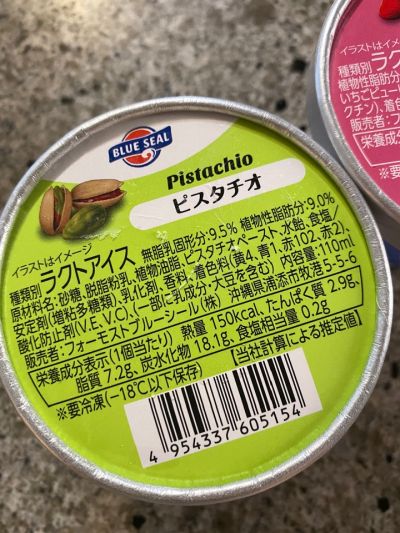 BLUE SEAL
Pistachio
ピスタチオ
イラストはイメージ
種類別 ラクトアイス 無脂乳固形分:9.5% 植物性脂肪分:9.0%
原材料名:砂糖、脱脂粉乳、植物油脂、ピスタチオペースト、水飴、食塩/
安定剤(増粘多糖類)、乳化剤、香料、着色料(黄4、青1、赤102、赤2)、
酸化防止剤(V.E、V.C)、(一部に乳成分・大豆を含む) 内容量:110ml
販売者:フォーモストブルーシール(株) 沖縄県浦添市牧港5-5-6
栄養成分表示(1個当たり) 熱量 150kcal、たんぱく質 2.9g、
脂質 7.2g、炭水化物 18.1g、食塩相当量 0.2g
※要冷凍(-18℃以下保存) 【当社計算による推定値】
4 954337 605154
イラストはイメージ
種類別 ラクト
植物性脂肪分
いちごピュー
クチン)、着色
販売者:フォ
栄養成分
※要